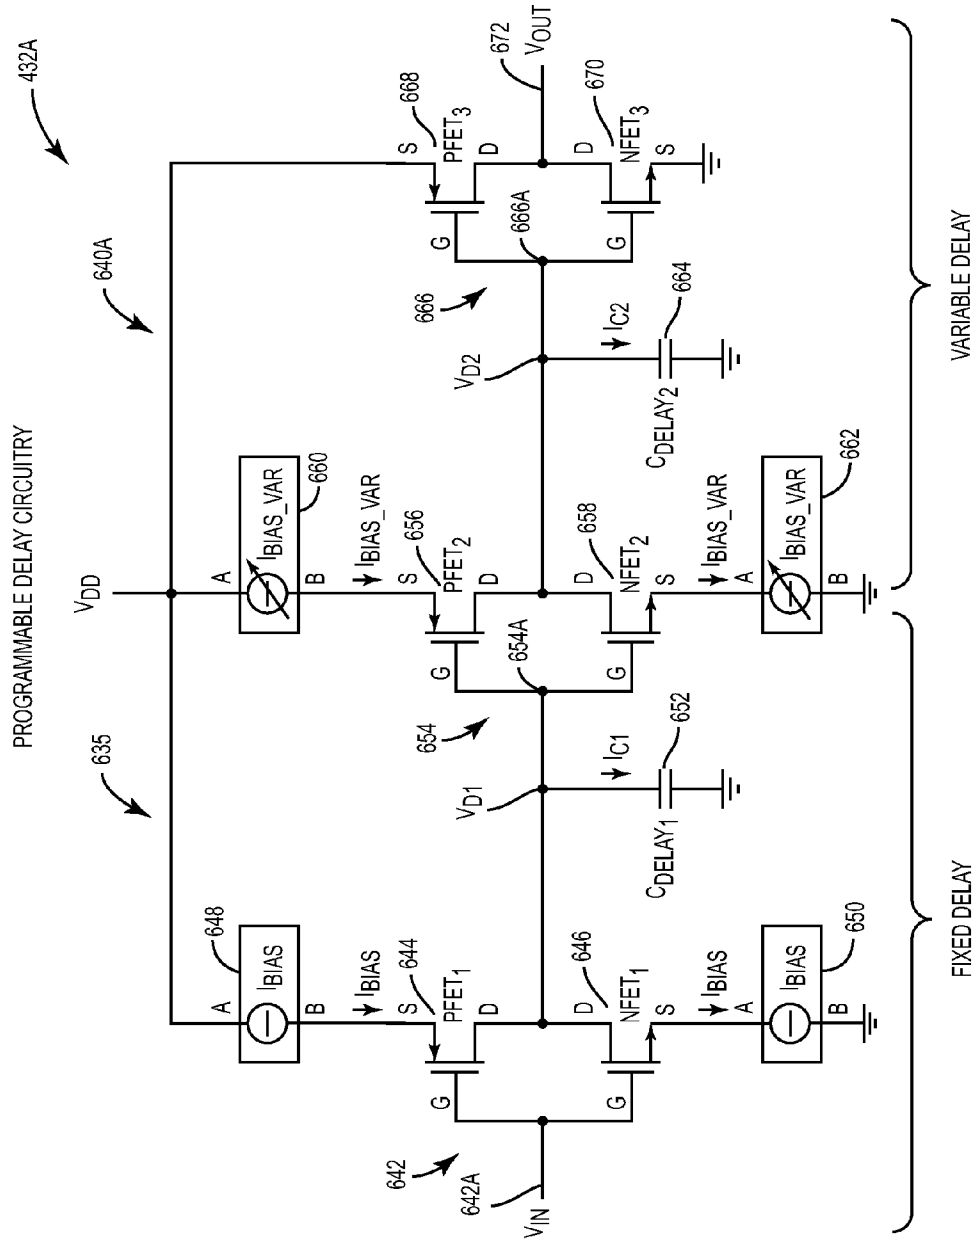 PROGRAMMABLE DELAY CIRCUITRY
432A
640A
635
VDD
648
A
IBIAS
B
IBIAS
660
A
IBIAS_VAR
B
IBIAS_VAR
S
644
PFET1
G
D
S
656
PFET2
G
D
S
668
PFET3
G
D
642
642A
VIN
VD1
654
654A
VD2
666
666A
672
VOUT
D
646
NFET1
G
S
D
658
NFET2
G
S
D
670
NFET3
G
S
IC1
652
CDELAY1
IC2
664
CDELAY2
IBIAS
A
650
IBIAS
B
IBIAS_VAR
A
662
IBIAS_VAR
B
FIXED DELAY
VARIABLE DELAY